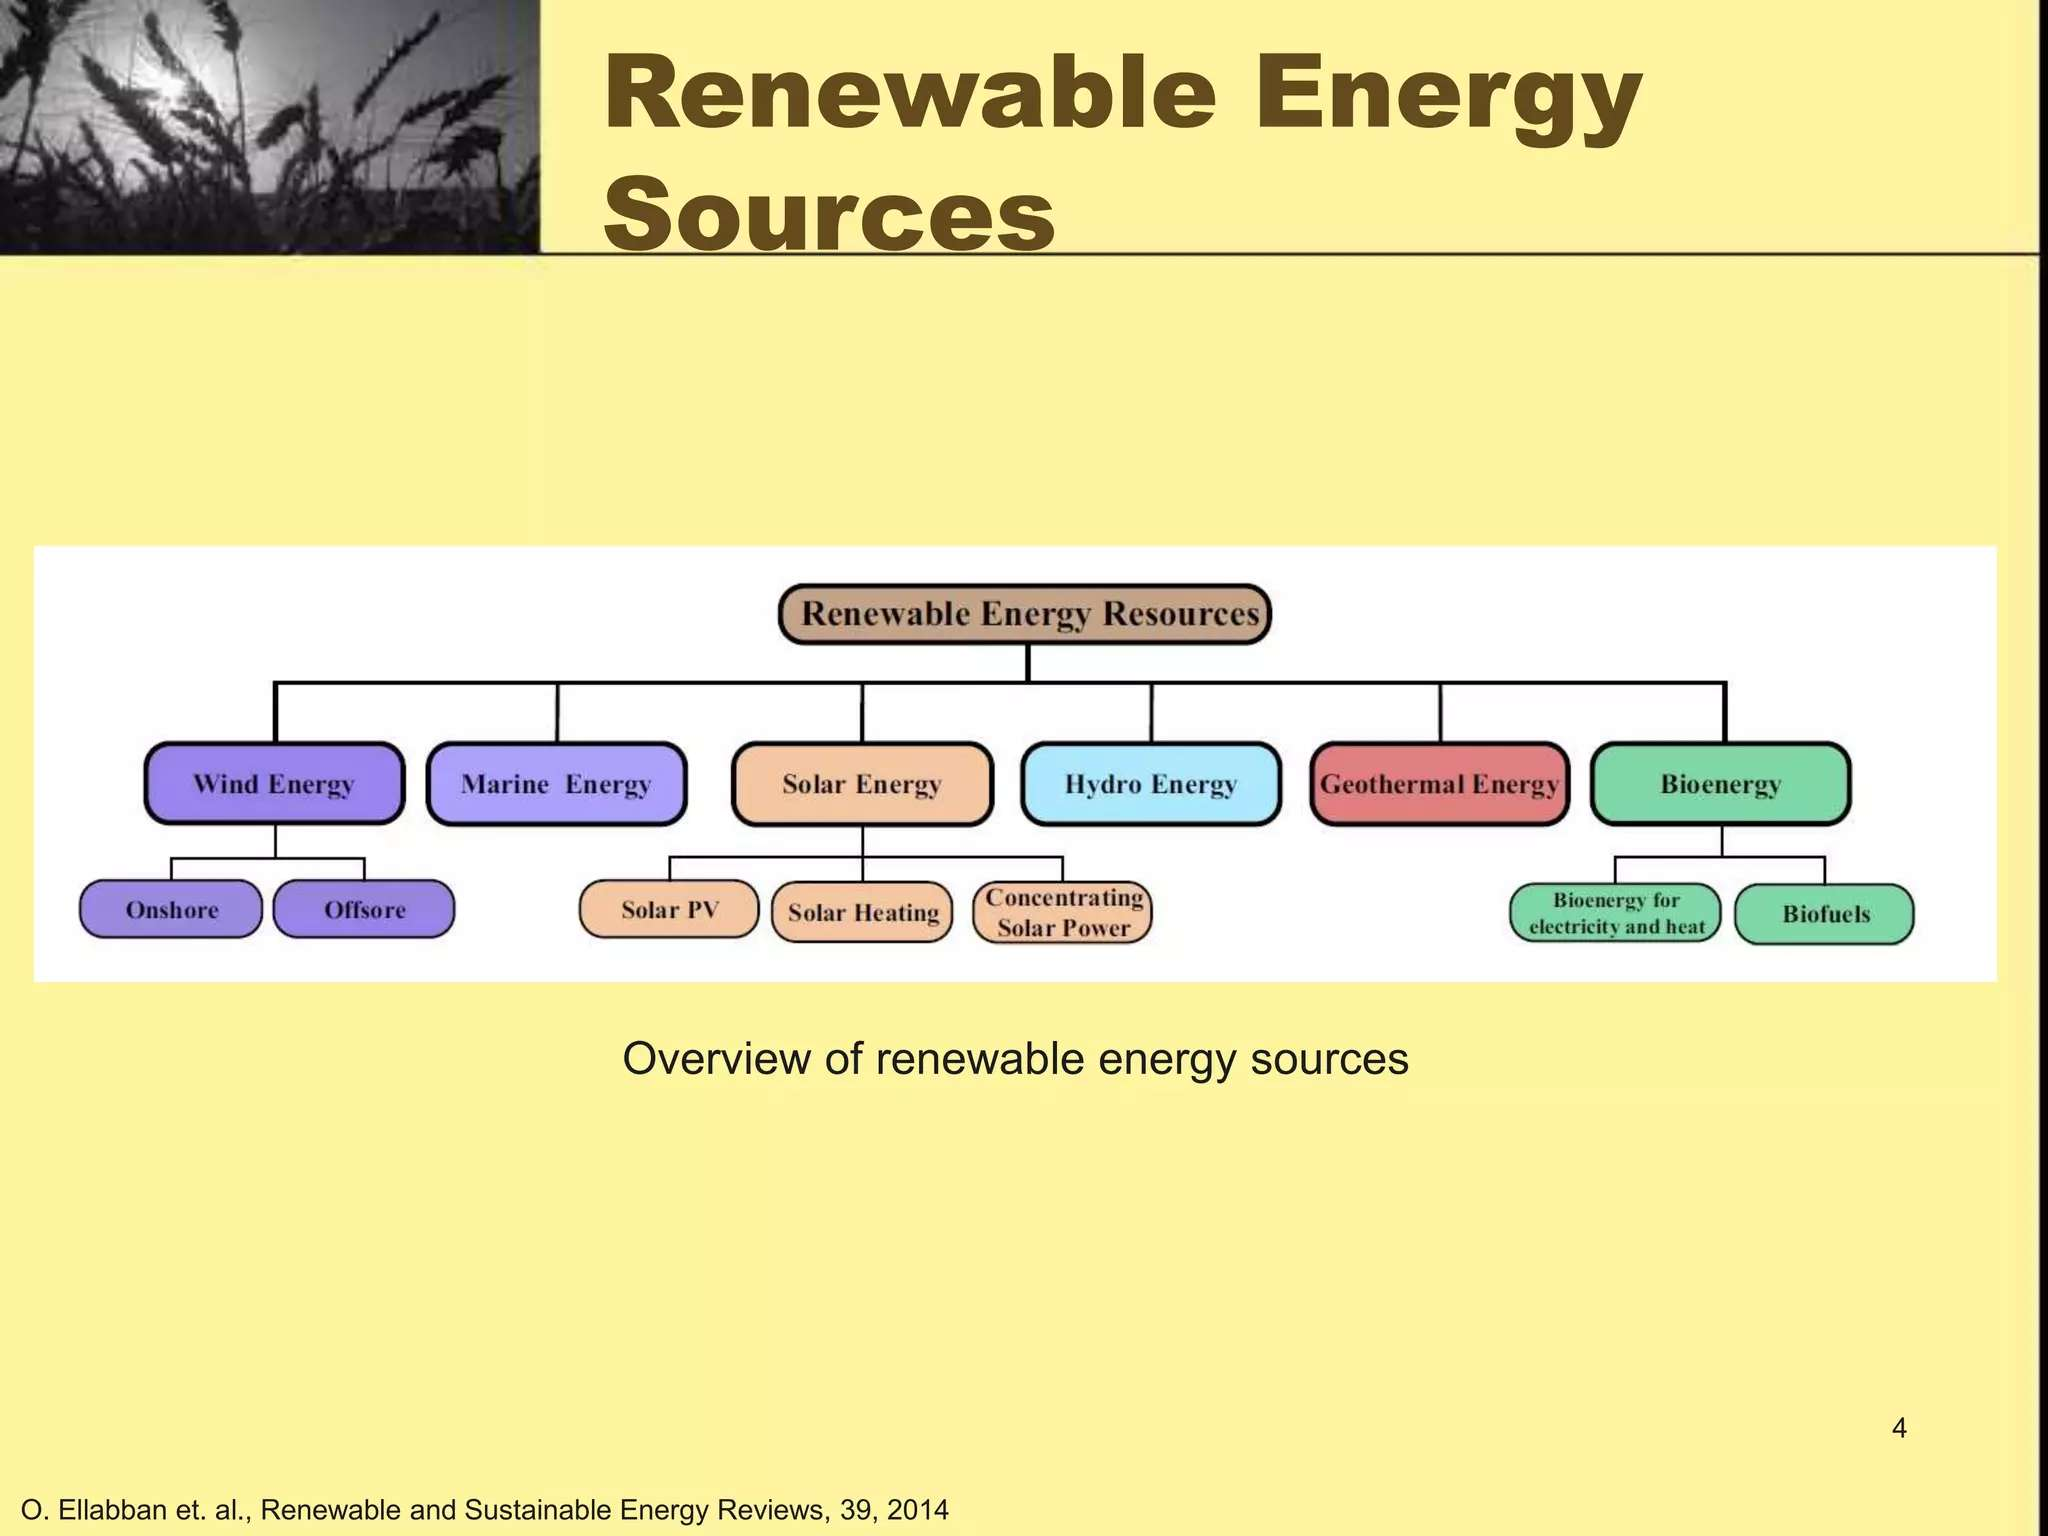 Renewable Energy
Sources
Renewable Energy Resources
Wind Energy
Marine Energy
Solar Energy
Hydro Energy
Geothermal Energy
Bioenergy
Onshore
Offsore
Solar PV
Solar Heating
Concentrating
Solar Power
Bioenergy for
electricity and heat
Biofuels
Overview of renewable energy sources
4
O. Ellabban et. al., Renewable and Sustainable Energy Reviews, 39, 2014